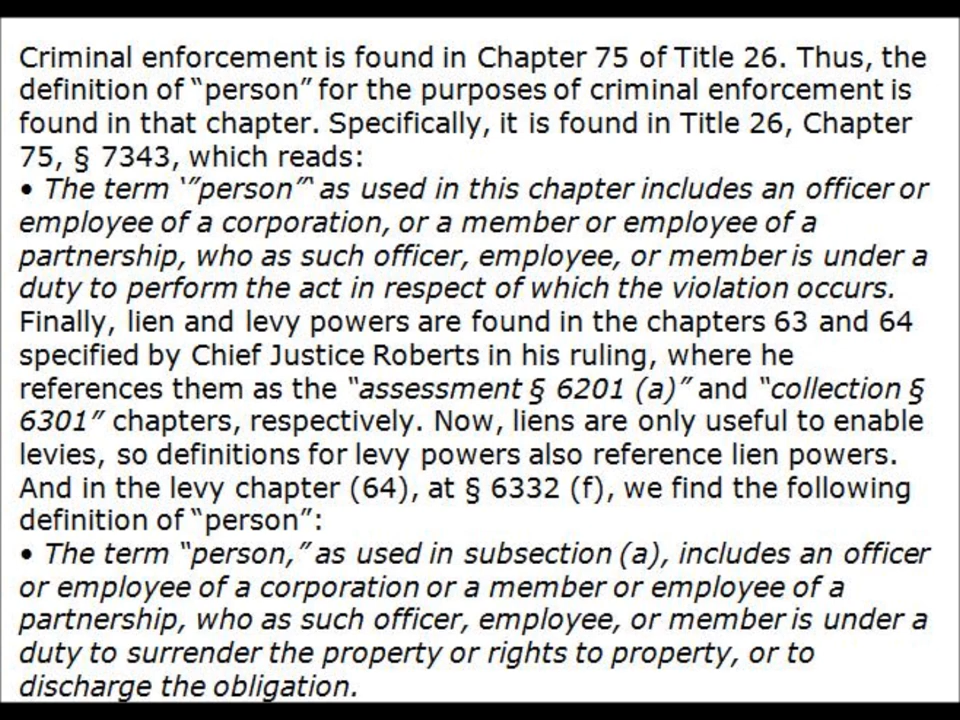 Criminal enforcement is found in Chapter 75 of Title 26. Thus, the
definition of “person” for the purposes of criminal enforcement is
found in that chapter. Specifically, it is found in Title 26, Chapter
75, § 7343, which reads:
• The term ‘“person”‘ as used in this chapter includes an officer or
employee of a corporation, or a member or employee of a
partnership, who as such officer, employee, or member is under a
duty to perform the act in respect of which the violation occurs.
Finally, lien and levy powers are found in the chapters 63 and 64
specified by Chief Justice Roberts in his ruling, where he
references them as the “assessment § 6201 (a)” and “collection §
6301” chapters, respectively. Now, liens are only useful to enable
levies, so definitions for levy powers also reference lien powers.
And in the levy chapter (64), at § 6332 (f), we find the following
definition of “person”:
• The term “person,” as used in subsection (a), includes an officer
or employee of a corporation or a member or employee of a
partnership, who as such officer, employee, or member is under a
duty to surrender the property or rights to property, or to
discharge the obligation.